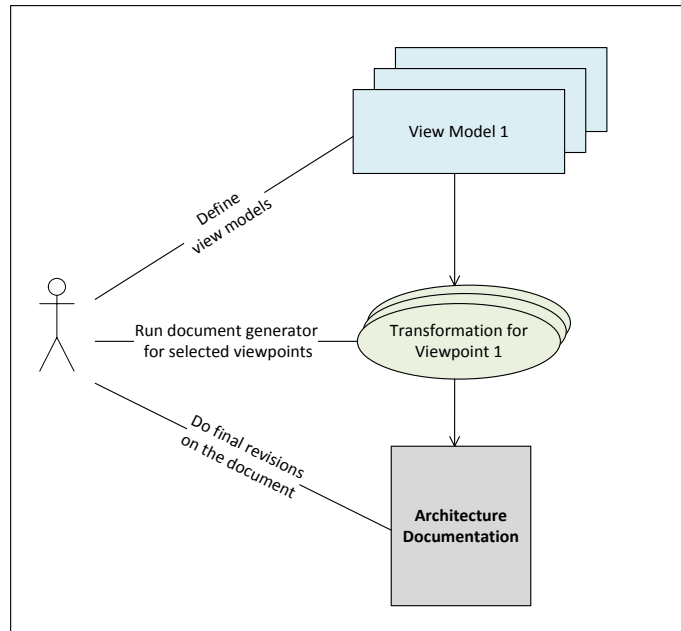 View Model 1
Define
view models
Run document generator
for selected viewpoints
Transformation for
Viewpoint 1
Do final revisions
on the document
Architecture
Documentation